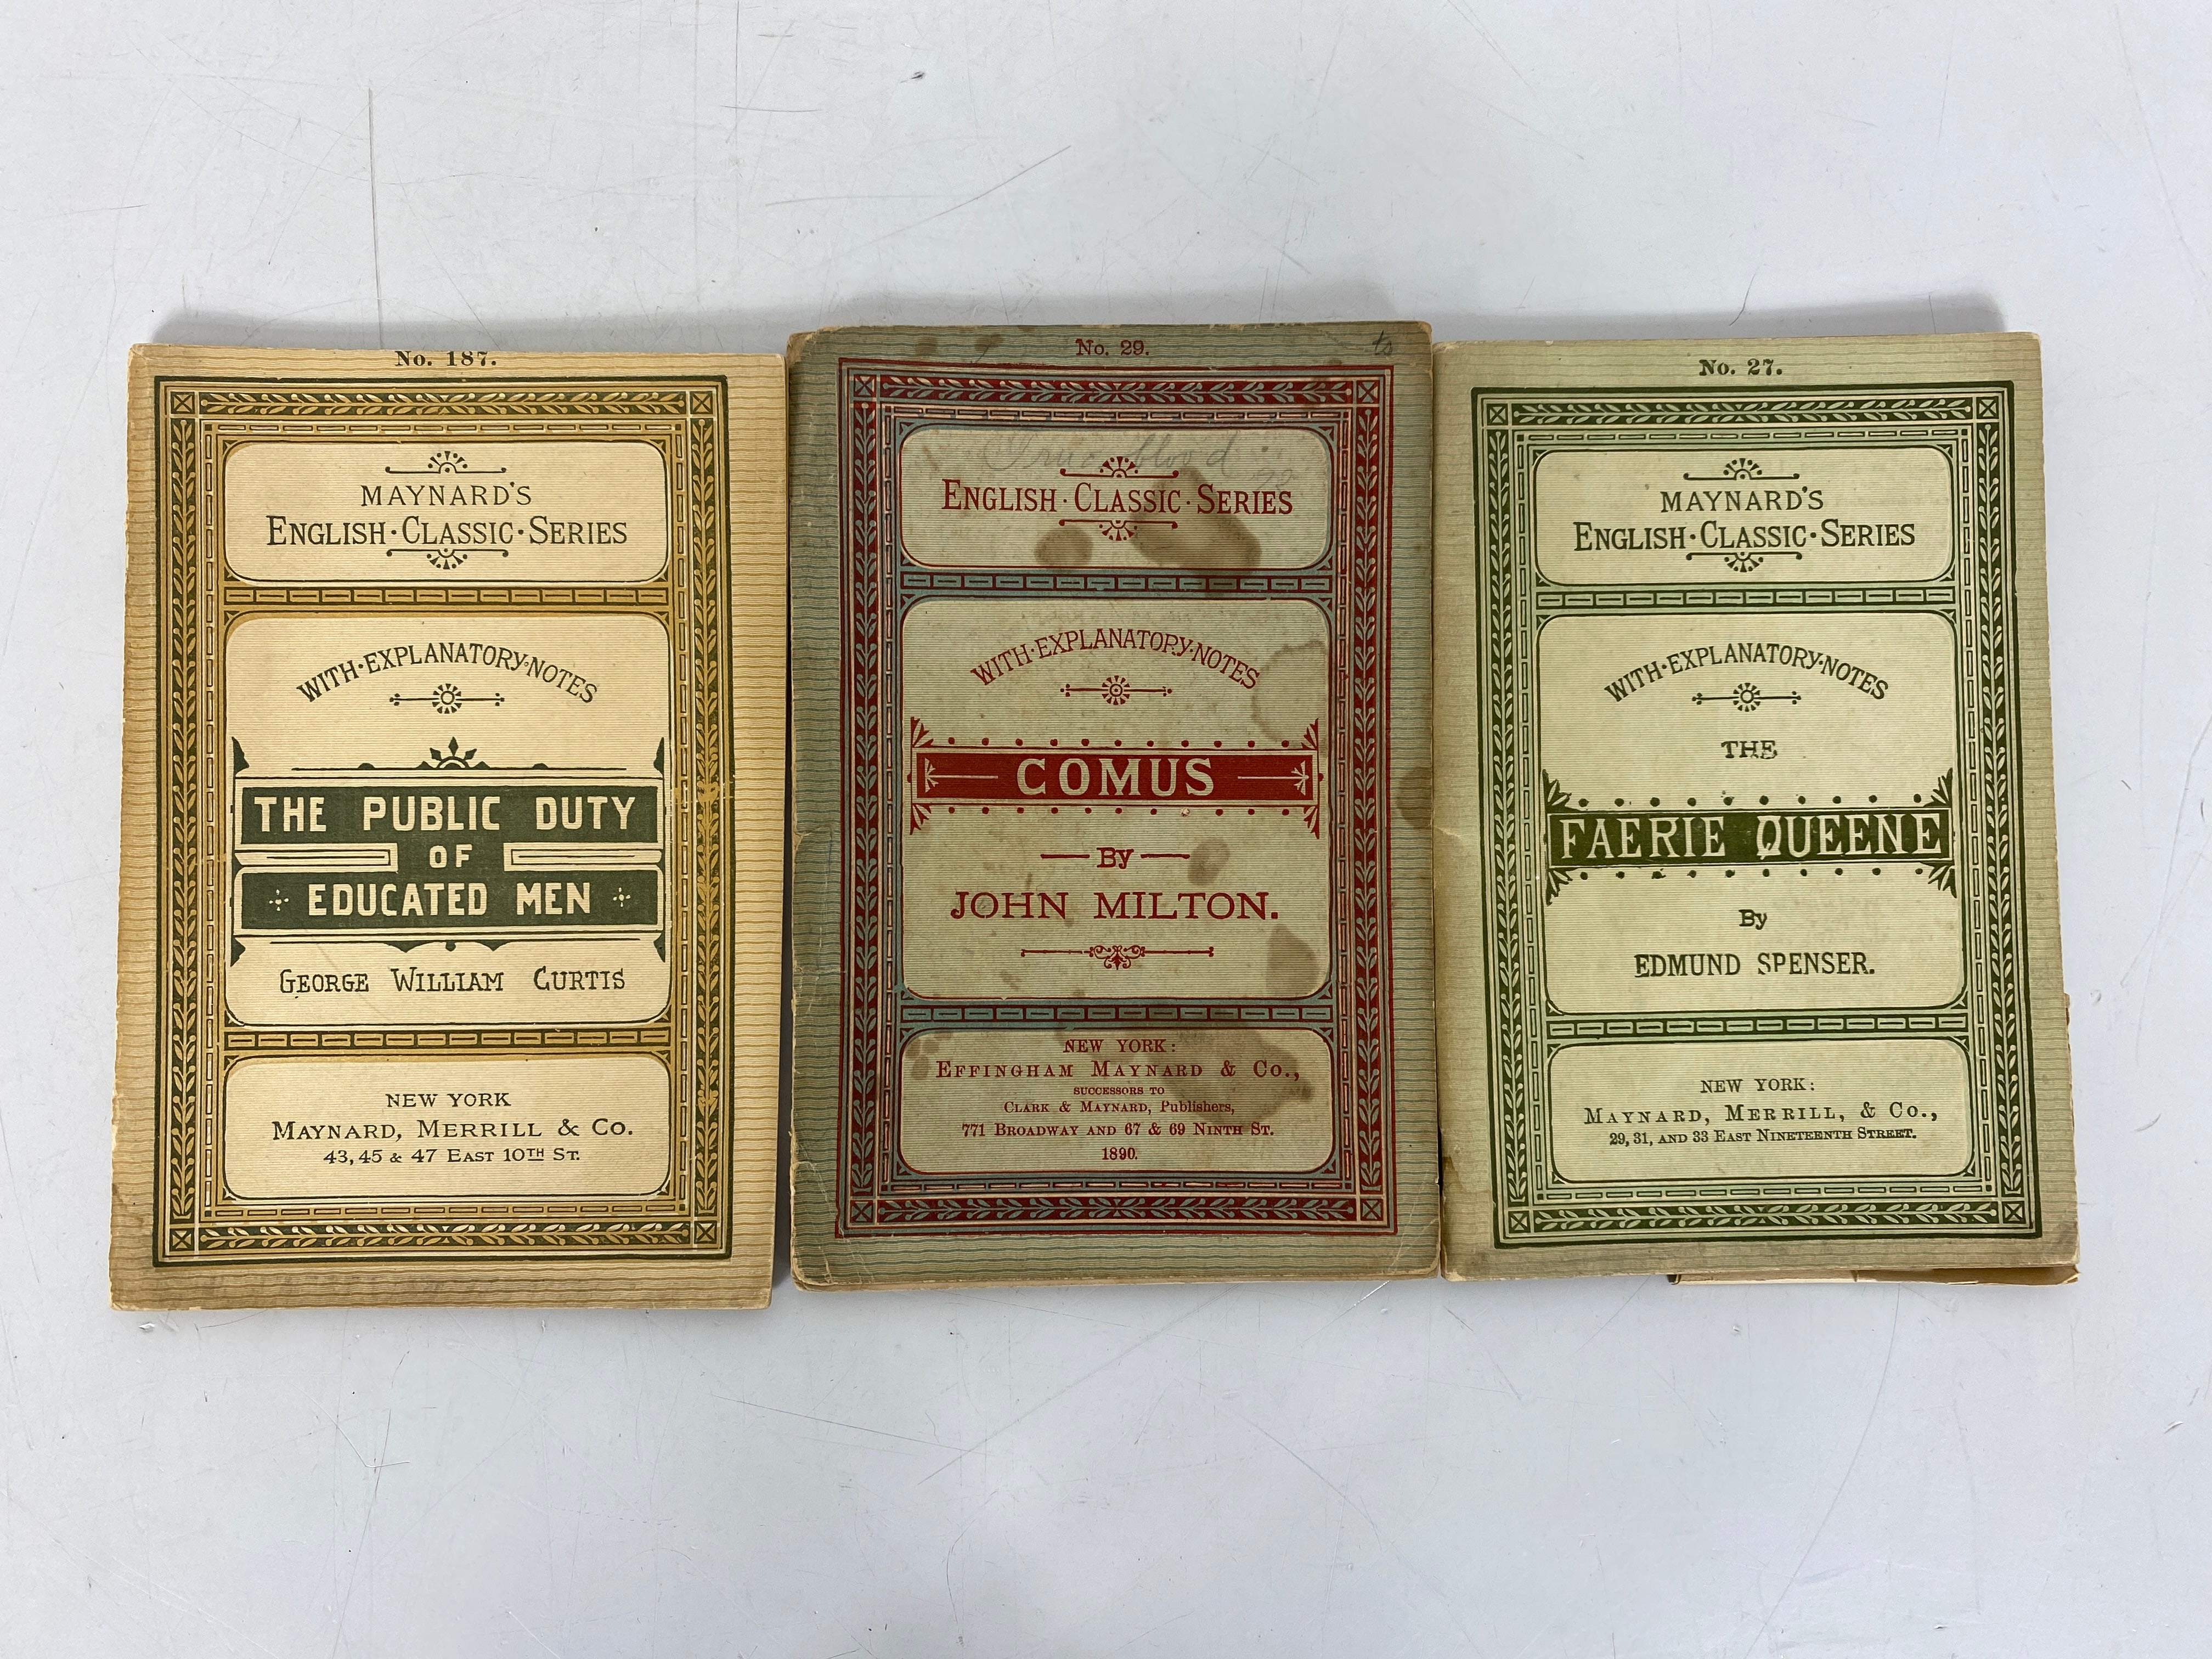 No. 187.
MAYNARD'S
ENGLISH · CLASSIC · SERIES
WITH · EXPLANATORY · NOTES
THE PUBLIC DUTY
OF
EDUCATED MEN
GEORGE WILLIAM CURTIS
NEW YORK
MAYNARD, MERRILL & CO.
43, 45 & 47 EAST 10TH ST.
No. 29.
to
True blood
ENGLISH · CLASSIC · SERIES
WITH · EXPLANATORY · NOTES
COMUS
By
JOHN MILTON.
NEW YORK:
EFFINGHAM MAYNARD & CO.,
SUCCESSORS TO
CLARK & MAYNARD, Publishers,
771 BROADWAY AND 67 & 69 NINTH ST.
1890.
No. 27.
MAYNARD'S
ENGLISH · CLASSIC · SERIES
WITH · EXPLANATORY · NOTES
THE
FAERIE QUEENE
By
EDMUND SPENSER.
NEW YORK:
MAYNARD, MERRILL, & CO.,
29, 31, AND 33 EAST NINETEENTH STREET.